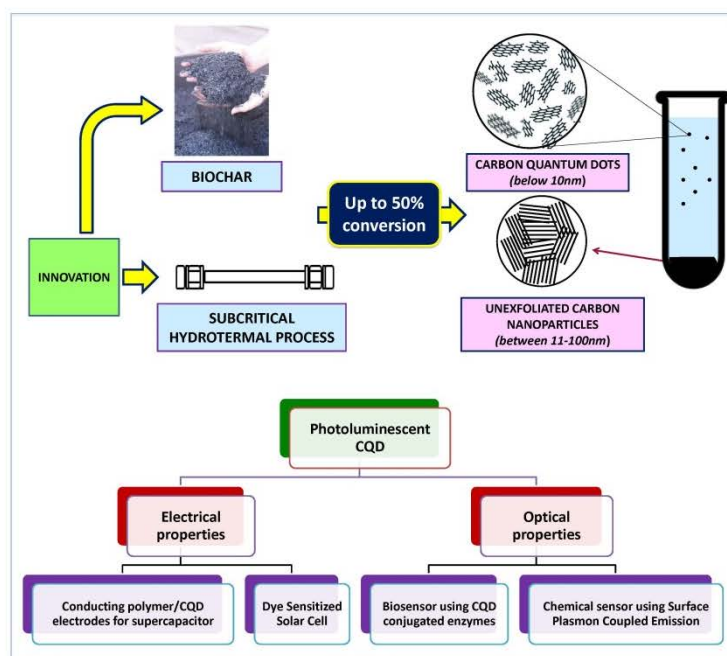 BIOCHAR
INNOVATION
SUBCRITICAL
HYDROTERMAL PROCESS
Up to 50%
conversion
CARBON QUANTUM DOTS
(below 10nm)
UNEXFOLIATED CARBON
NANOPARTICLES
(between 11-100nm)
Photoluminescent
CQD
Electrical
properties
Optical
properties
Conducting polymer/CQD
electrodes for supercapacitor
Dye Sensitized
Solar Cell
Biosensor using CQD
conjugated enzymes
Chemical sensor using Surface
Plasmon Coupled Emission